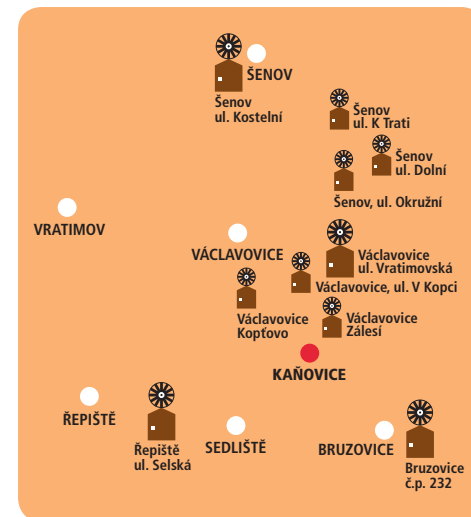 ŠENOV
Šenov
ul. Kostelní
Šenov
ul. K Trati
Šenov
ul. Dolní
Šenov, ul. Okružní
VRATIMOV
VÁCLAVOVICE
Václavovice
ul. Vratimovská
Václavovice, ul. V Kopci
Václavovice
Kopťovo
Václavovice
Zálesí
KAŇOVICE
ŘEPIŠTĚ
Řepiště
ul. Selská
SEDLIŠTĚ
BRUZOVICE
Bruzovice
č.p. 232